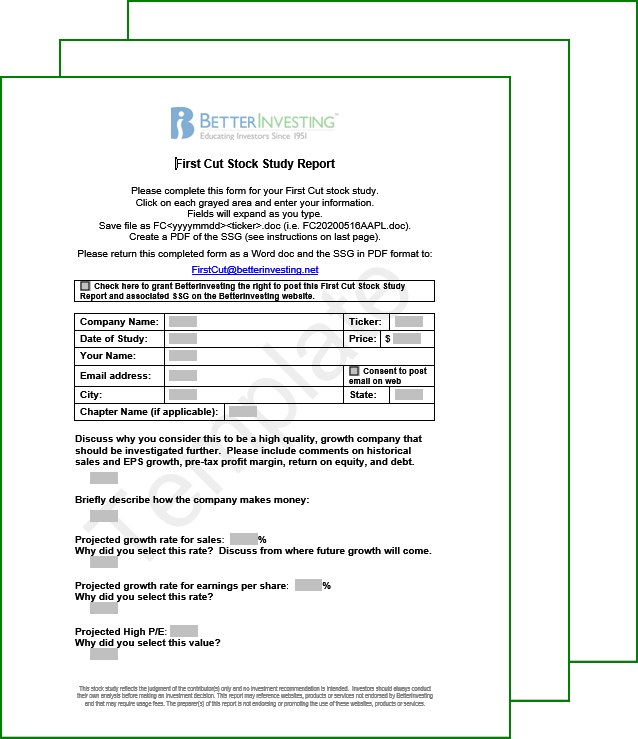 BETTERINVESTING™
Educating Investors Since 1951
First Cut Stock Study Report
Please complete this form for your First Cut stock study.
Click on each grayed area and enter your information.
Fields will expand as you type.
Save file as FC<yyyymmdd><ticker>.doc (i.e. FC20200516AAPL.doc).
Create a PDF of the SSG (see instructions on last page).
Please return this completed form as a Word doc and the SSG in PDF format to:
FirstCut@betterinvesting.net
Check here to grant BetterInvesting the right to post this First Cut Stock Study
Report and associated SSG on the BetterInvesting website.
Company Name: Ticker:
Date of Study: Price: $
Your Name:
Email address: Consent to post
email on web
City: State:
Chapter Name (if applicable):
Discuss why you consider this to be a high quality, growth company that
should be investigated further. Please include comments on historical
sales and EPS growth, pre-tax profit margin, return on equity, and debt.
Briefly describe how the company makes money:
Projected growth rate for sales: %
Why did you select this rate? Discuss from where future growth will come.
Projected growth rate for earnings per share: %
Why did you select this rate?
Projected High P/E:
Why did you select this value?
This stock study reflects the judgment of the contributor(s) only and no investment recommendation is intended. Investors should always conduct
their own analysis before making an investment decision. This report may reference websites, products or services not endorsed by BetterInvesting
and that may require usage fees. The preparer(s) of this report is not endorsing or promoting the use of these websites, products or services.
Template